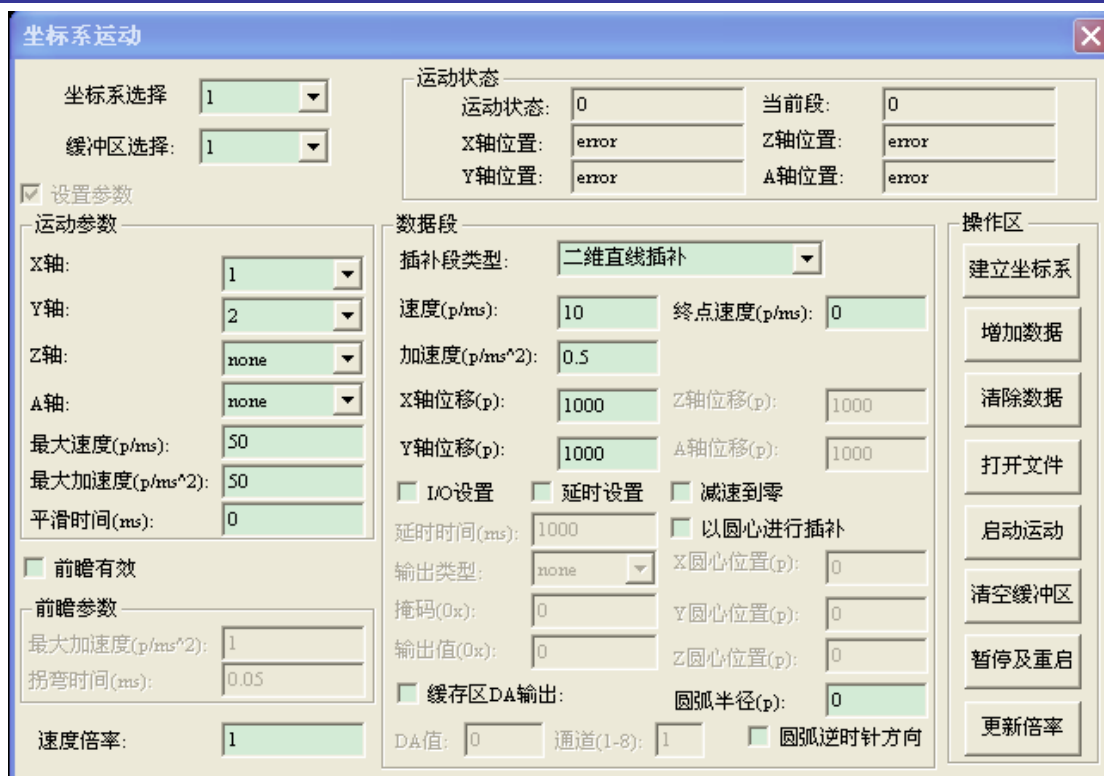 坐标系运动
坐标系选择 1
缓冲区选择: 1
设置参数
运动状态
运动状态: 0 当前段: 0
X轴位置: error Z轴位置: error
Y轴位置: error A轴位置: error
运动参数
X轴: 1
Y轴: 2
Z轴: none
A轴: none
最大速度(p/ms): 50
最大加速度(p/ms^2): 50
平滑时间(ms): 0
前瞻有效
前瞻参数
最大加速度(p/ms^2): 1
拐弯时间(ms): 0.05
速度倍率: 1
数据段
插补段类型: 二维直线插补
速度(p/ms): 10 终点速度(p/ms): 0
加速度(p/ms^2): 0.5
X轴位移(p): 1000 Z轴位移(p): 1000
Y轴位移(p): 1000 A轴位移(p): 1000
I/O设置 延时设置 减速到零
延时时间(ms): 1000 以圆心进行插补
输出类型: none X圆心位置(p): 0
掩码(0x): 0 Y圆心位置(p): 0
输出值(0x): 0 Z圆心位置(p): 0
缓存区DA输出: 圆弧半径(p): 0
DA值: 0 通道(1-8): 1 圆弧逆时针方向
操作区
建立坐标系
增加数据
清除数据
打开文件
启动运动
清空缓冲区
暂停及重启
更新倍率